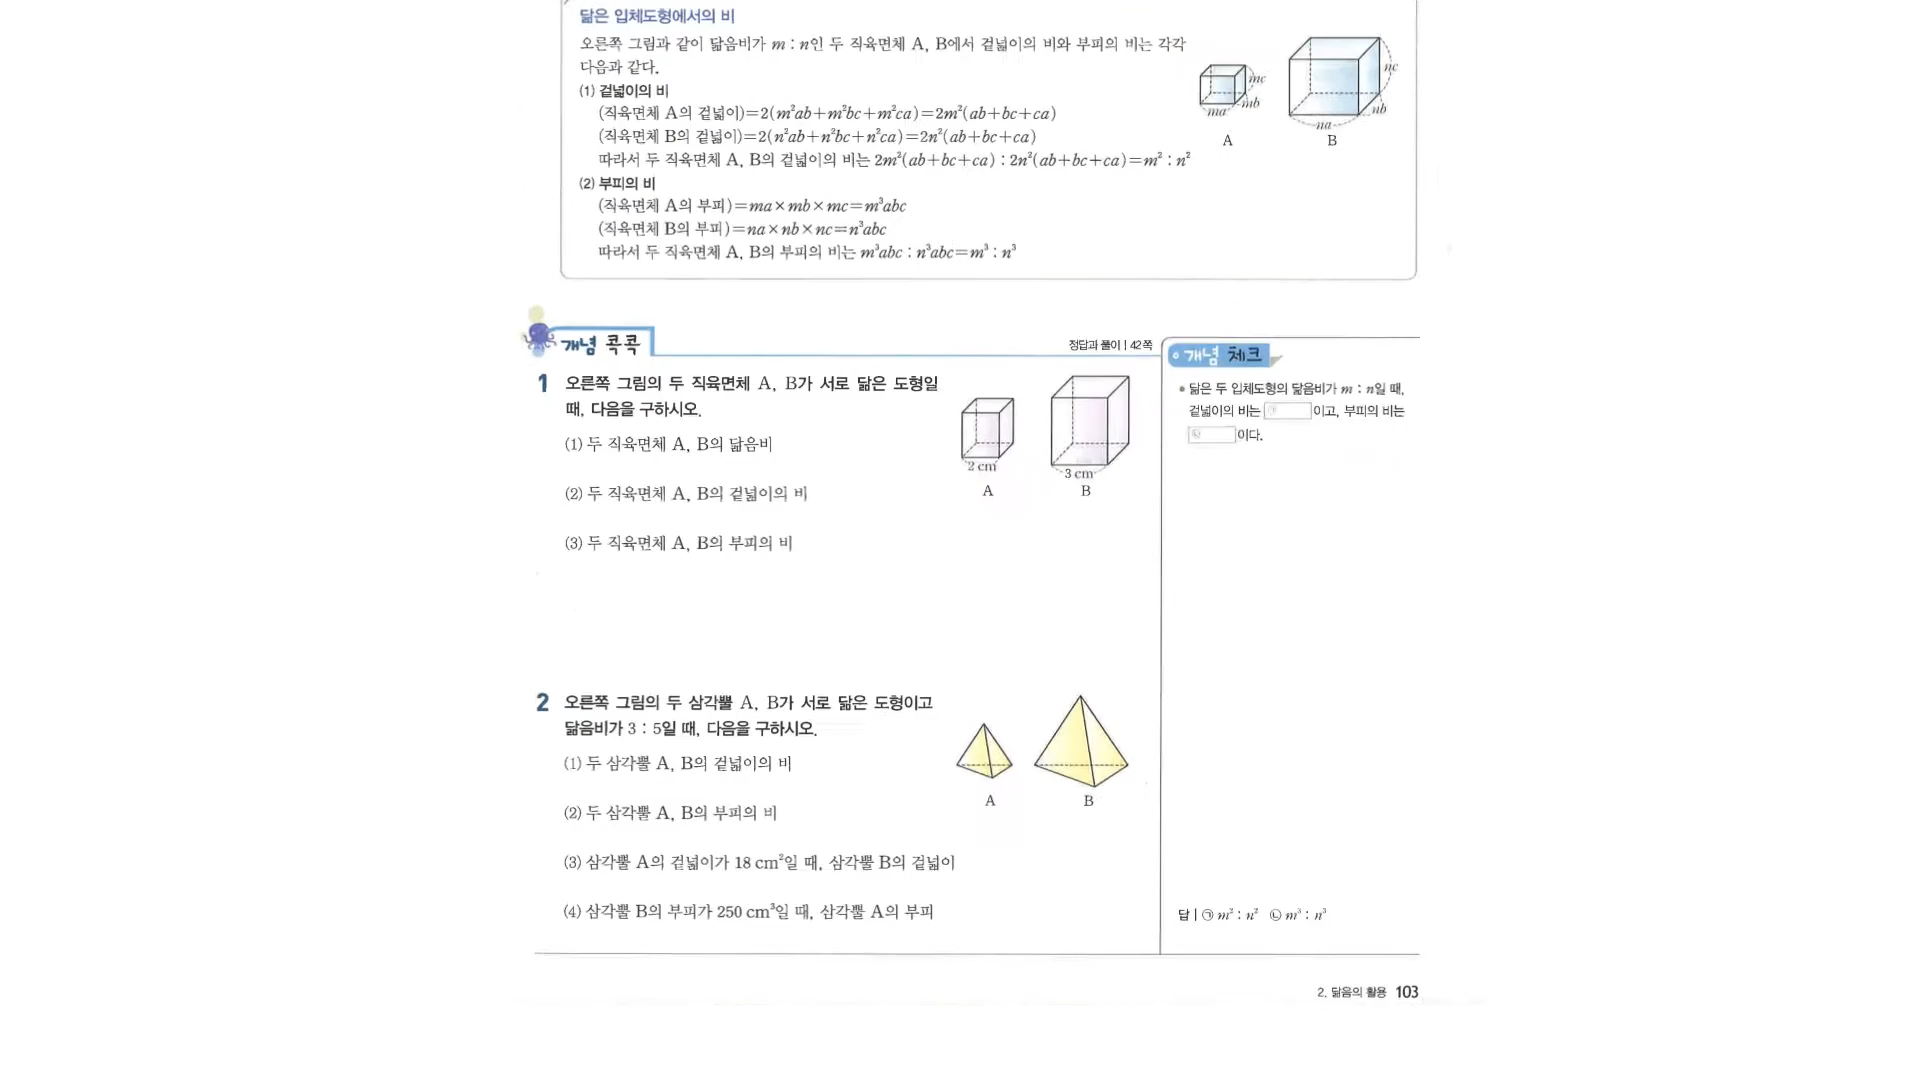 닮은 입체도형에서의 비
오른쪽 그림과 같이 닮음비가 m : n인 두 직육면체 A, B에서 겉넓이의 비와 부피의 비는 각각
다음과 같다.
(1) 겉넓이의 비
(직육면체 A의 겉넓이)=2(m²ab+m²bc+m²ca)=2m²(ab+bc+ca)
(직육면체 B의 겉넓이)=2(n²ab+n²bc+n²ca)=2n²(ab+bc+ca)
따라서 두 직육면체 A, B의 겉넓이의 비는 2m²(ab+bc+ca) : 2n²(ab+bc+ca)=m² : n²
(2) 부피의 비
(직육면체 A의 부피)=ma×mb×mc=m³abc
(직육면체 B의 부피)=na×nb×nc=n³abc
따라서 두 직육면체 A, B의 부피의 비는 m³abc : n³abc=m³ : n³
mc
mb
ma
A
nc
nb
na
B
개념 콕콕
정답과 풀이 | 42쪽
1 오른쪽 그림의 두 직육면체 A, B가 서로 닮은 도형일
때, 다음을 구하시오.
(1) 두 직육면체 A, B의 닮음비
(2) 두 직육면체 A, B의 겉넓이의 비
(3) 두 직육면체 A, B의 부피의 비
2 cm
A
3 cm
B
2 오른쪽 그림의 두 삼각뿔 A, B가 서로 닮은 도형이고
닮음비가 3 : 5일 때, 다음을 구하시오.
(1) 두 삼각뿔 A, B의 겉넓이의 비
(2) 두 삼각뿔 A, B의 부피의 비
(3) 삼각뿔 A의 겉넓이가 18 cm²일 때, 삼각뿔 B의 겉넓이
(4) 삼각뿔 B의 부피가 250 cm³일 때, 삼각뿔 A의 부피
A
B
개념 체크
닮은 두 입체도형의 닮음비가 m : n일 때,
겉넓이의 비는 ㉠ 이고, 부피의 비는
㉡ 이다.
답 | ㉠ m² : n² ㉡ m³ : n³
2. 닮음의 활용 103